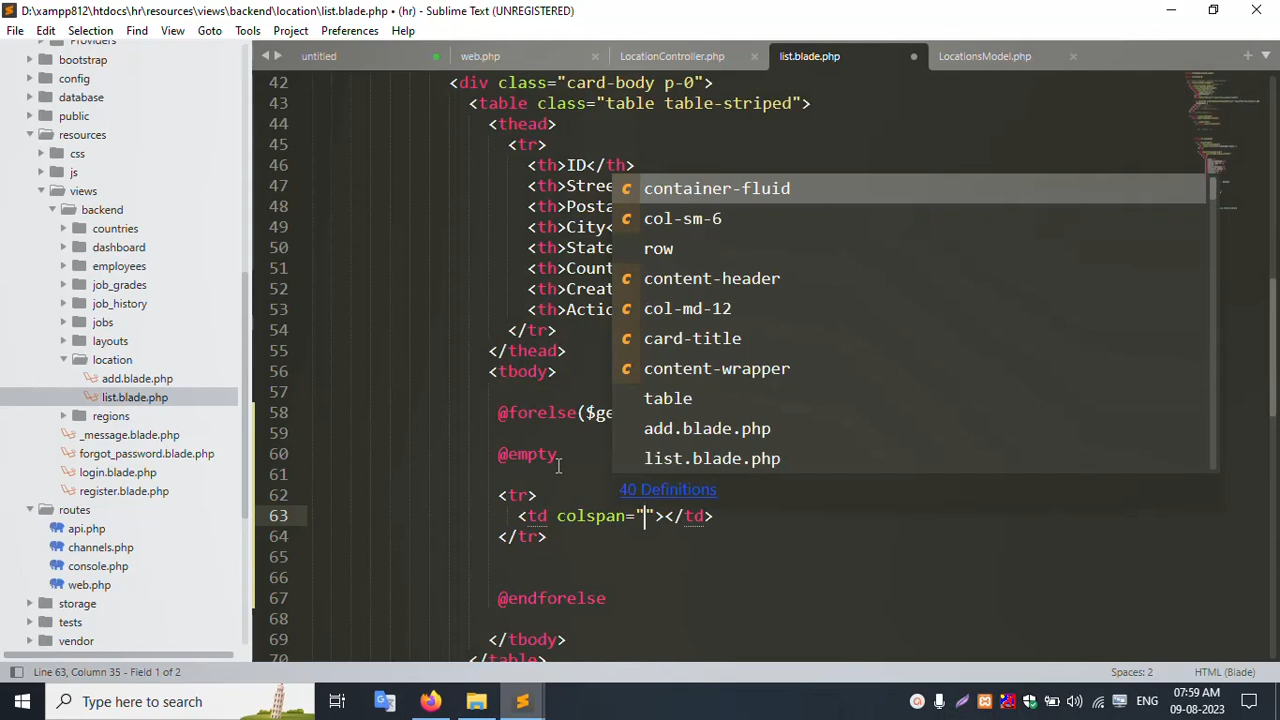 D:\xampp812\htdocs\hr\resources\views\backend\location\list.blade.php • (hr) - Sublime Text (UNREGISTERED)
File Edit Selection Find View Goto Tools Project Preferences Help
untitled web.php LocationController.php list.blade.php LocationsModel.php
Providers
bootstrap
config
database
public
resources
css
js
views
backend
countries
dashboard
employees
job_grades
job_history
jobs
layouts
location
add.blade.php
list.blade.php
regions
_message.blade.php
forgot_password.blade.php
login.blade.php
register.blade.php
routes
api.php
channels.php
console.php
web.php
storage
tests
vendor
42 <div class="card-body p-0">
43 <table class="table table-striped">
44 <thead>
45 <tr>
46 <th>ID</th>
47 <th>Stree
48 <th>Posta
49 <th>City<
50 <th>State
51 <th>Count
52 <th>Creat
53 <th>Actio
54 </tr>
55 </thead>
56 <tbody>
57
58 @forelse($ge
59
60 @empty
61
62 <tr>
63 <td colspan=""></td>
64 </tr>
65
66
67 @endforelse
68
69 </tbody>
70 </table>
c container-fluid
c col-sm-6
row
c content-header
c col-md-12
c card-title
c content-wrapper
table
add.blade.php
list.blade.php
40 Definitions
Line 63, Column 35 - Field 1 of 2 Spaces: 2 HTML (Blade)
Type here to search
ENG
07:59 AM
09-08-2023